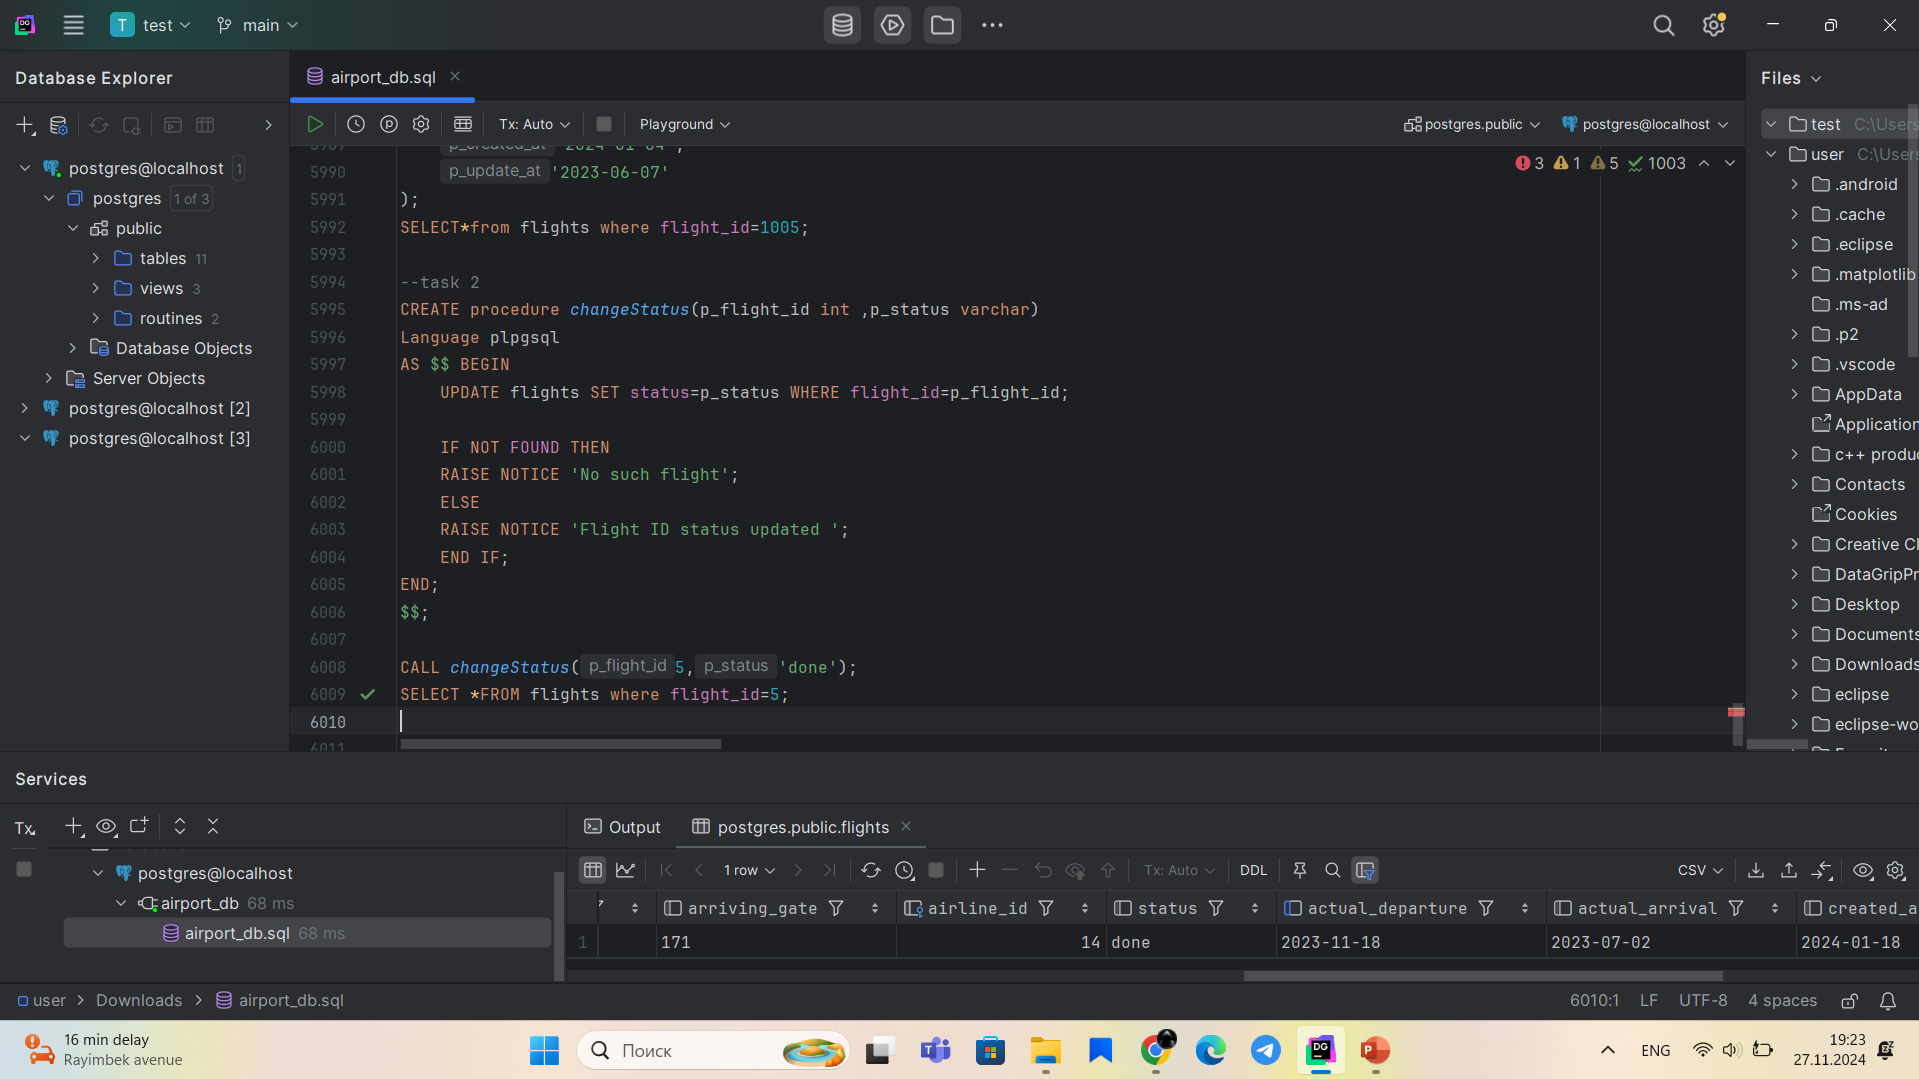 T test main
Database Explorer
airport_db.sql
Files
Tx: Auto Playground postgres.public postgres@localhost
postgres@localhost 1
postgres 1 of 3
public
tables 11
views 3
routines 2
Database Objects
Server Objects
postgres@localhost [2]
postgres@localhost [3]
3 1 5 1003
5990 p_update_at '2023-06-07'
5991 );
5992 SELECT*from flights where flight_id=1005;
5993
5994 --task 2
5995 CREATE procedure changeStatus(p_flight_id int ,p_status varchar)
5996 Language plpgsql
5997 AS $$ BEGIN
5998 UPDATE flights SET status=p_status WHERE flight_id=p_flight_id;
5999
6000 IF NOT FOUND THEN
6001 RAISE NOTICE 'No such flight';
6002 ELSE
6003 RAISE NOTICE 'Flight ID status updated ';
6004 END IF;
6005 END;
6006 $$;
6007
6008 CALL changeStatus( p_flight_id 5, p_status 'done');
6009 SELECT *FROM flights where flight_id=5;
6010
6011
test C:\Users
user C:\Users
.android
.cache
.eclipse
.matplotlib
.ms-ad
.p2
.vscode
AppData
Application
c++ produc
Contacts
Cookies
Creative Cl
DataGripPr
Desktop
Documents
Downloads
eclipse
eclipse-wo
Services
Tx
postgres@localhost
airport_db 68 ms
airport_db.sql 68 ms
Output postgres.public.flights
1 row Tx: Auto DDL CSV
arriving_gate airline_id status actual_departure actual_arrival created_a
1 171 14 done 2023-11-18 2023-07-02 2024-01-18
user Downloads airport_db.sql
6010:1 LF UTF-8 4 spaces
16 min delay
Rayimbek avenue
Поиск
ENG
19:23
27.11.2024